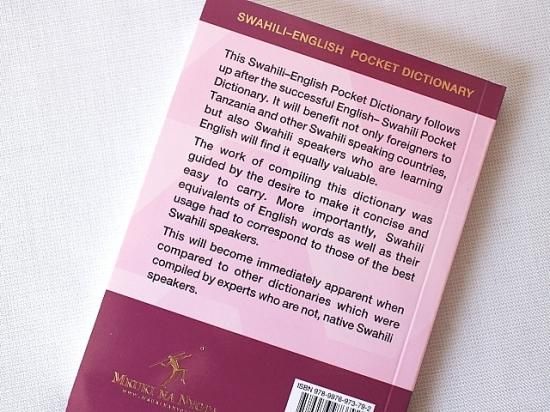 SWAHILI–ENGLISH POCKET DICTIONARY
This Swahili–English Pocket Dictionary follows
up after the successful English– Swahili Pocket
Dictionary. It will benefit not only foreigners to
Tanzania and other Swahili speaking countries,
but also Swahili speakers who are learning
English will find it equally valuable.
The work of compiling this dictionary was
guided by the desire to make it concise and
easy to carry. More importantly, Swahili
equivalents of English words as well as their
usage had to correspond to those of the best
Swahili speakers.
This will become immediately apparent when
compared to other dictionaries which were
compiled by experts who are not, native Swahili
speakers.
MKUKI NA NYOTA
ISBN 978-9976-973-79-2